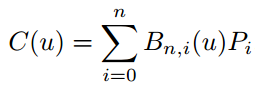 C(u) = \sum_{i=0}^{n} B_{n,i}(u) P_i